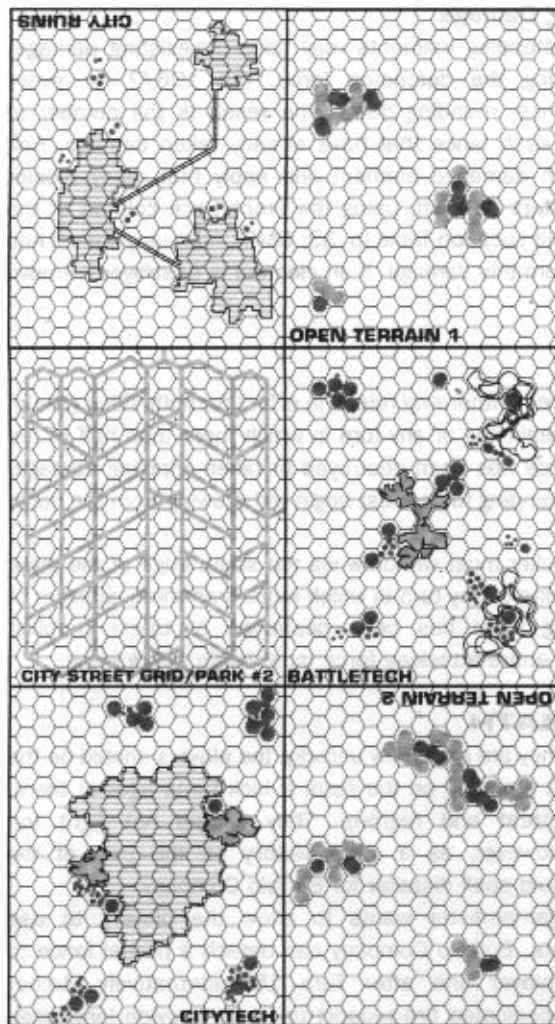 CITY RUINS
OPEN TERRAIN 1
CITY STREET GRID/PARK #2
BATTLETECH
OPEN TERRAIN 2
CITYTECH